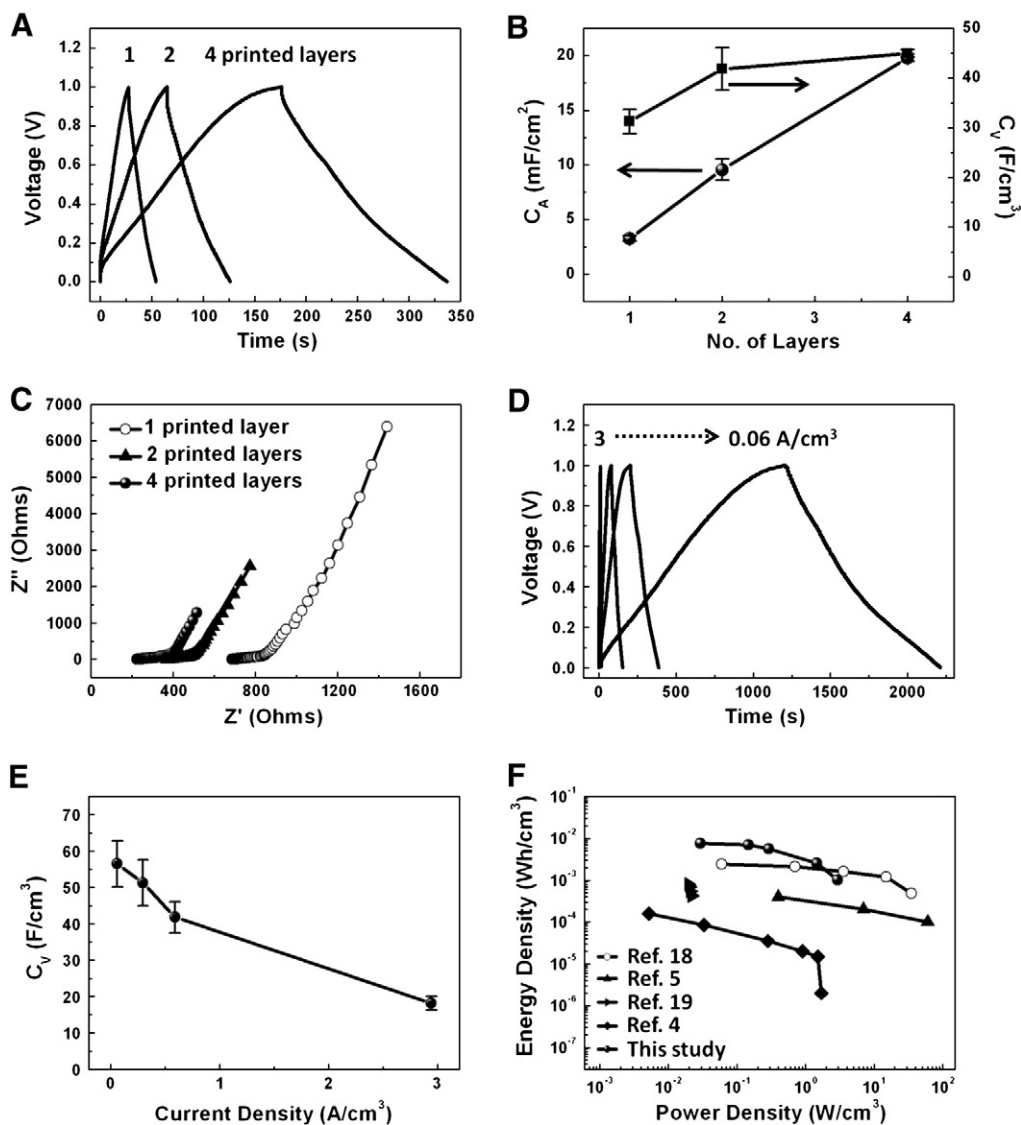 A
1 2 4 printed layers
1.2
1.0
0.8
0.6
0.4
0.2
0.0
Voltage (V)
0 50 100 150 200 250 300 350
Time (s)
B
20
15
10
5
0
C_A (mF/cm²)
50
40
30
20
10
0
C_V (F/cm³)
1 2 3 4
No. of Layers
C
7000
6000
5000
4000
3000
2000
1000
0
Z'' (Ohms)
1 printed layer
2 printed layers
4 printed layers
0 400 800 1200 1600
Z' (Ohms)
D
3 0.06 A/cm³
1.2
1.0
0.8
0.6
0.4
0.2
0.0
Voltage (V)
0 500 1000 1500 2000
Time (s)
E
70
60
50
40
30
20
10
0
C_V (F/cm³)
0 1 2 3
Current Density (A/cm³)
F
10⁻¹
10⁻²
10⁻³
10⁻⁴
10⁻⁵
10⁻⁶
10⁻⁷
Energy Density (Wh/cm³)
Ref. 18
Ref. 5
Ref. 19
Ref. 4
This study
10⁻³ 10⁻² 10⁻¹ 10⁰ 10¹ 10²
Power Density (W/cm³)